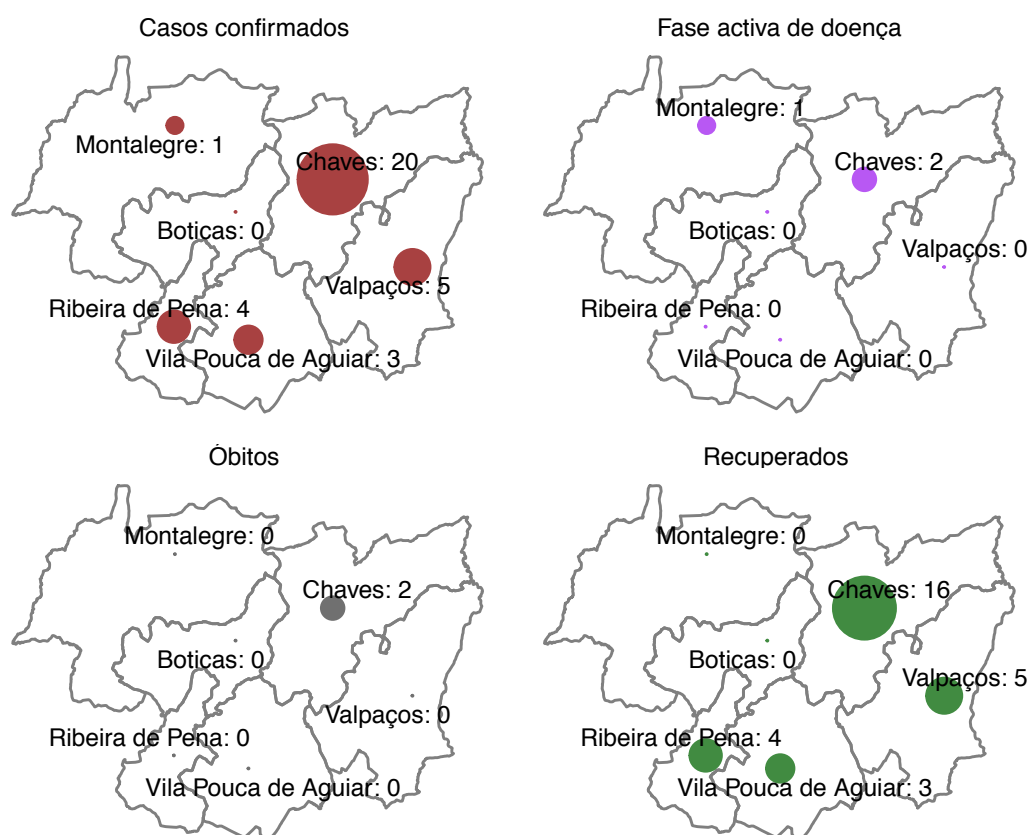 Casos confirmados
Montalegre: 1
Chaves: 20
Boticas: 0
Valpaços: 5
Ribeira de Pena: 4
Vila Pouca de Aguiar: 3
Fase activa de doença
Montalegre: 1
Chaves: 2
Boticas: 0
Valpaços: 0
Ribeira de Pena: 0
Vila Pouca de Aguiar: 0
Óbitos
Montalegre: 0
Chaves: 2
Boticas: 0
Valpaços: 0
Ribeira de Pena: 0
Vila Pouca de Aguiar: 0
Recuperados
Montalegre: 0
Chaves: 16
Boticas: 0
Valpaços: 5
Ribeira de Pena: 4
Vila Pouca de Aguiar: 3